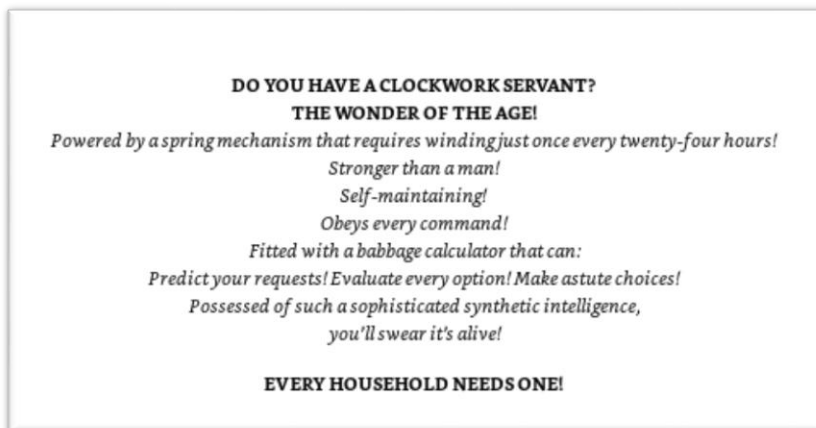 DO YOU HAVE A CLOCKWORK SERVANT?
THE WONDER OF THE AGE!
Powered by a spring mechanism that requires winding just once every twenty-four hours!
Stronger than a man!
Self-maintaining!
Obeys every command!
Fitted with a babbage calculator that can:
Predict your requests! Evaluate every option! Make astute choices!
Possessed of such a sophisticated synthetic intelligence,
you'll swear it's alive!
EVERY HOUSEHOLD NEEDS ONE!